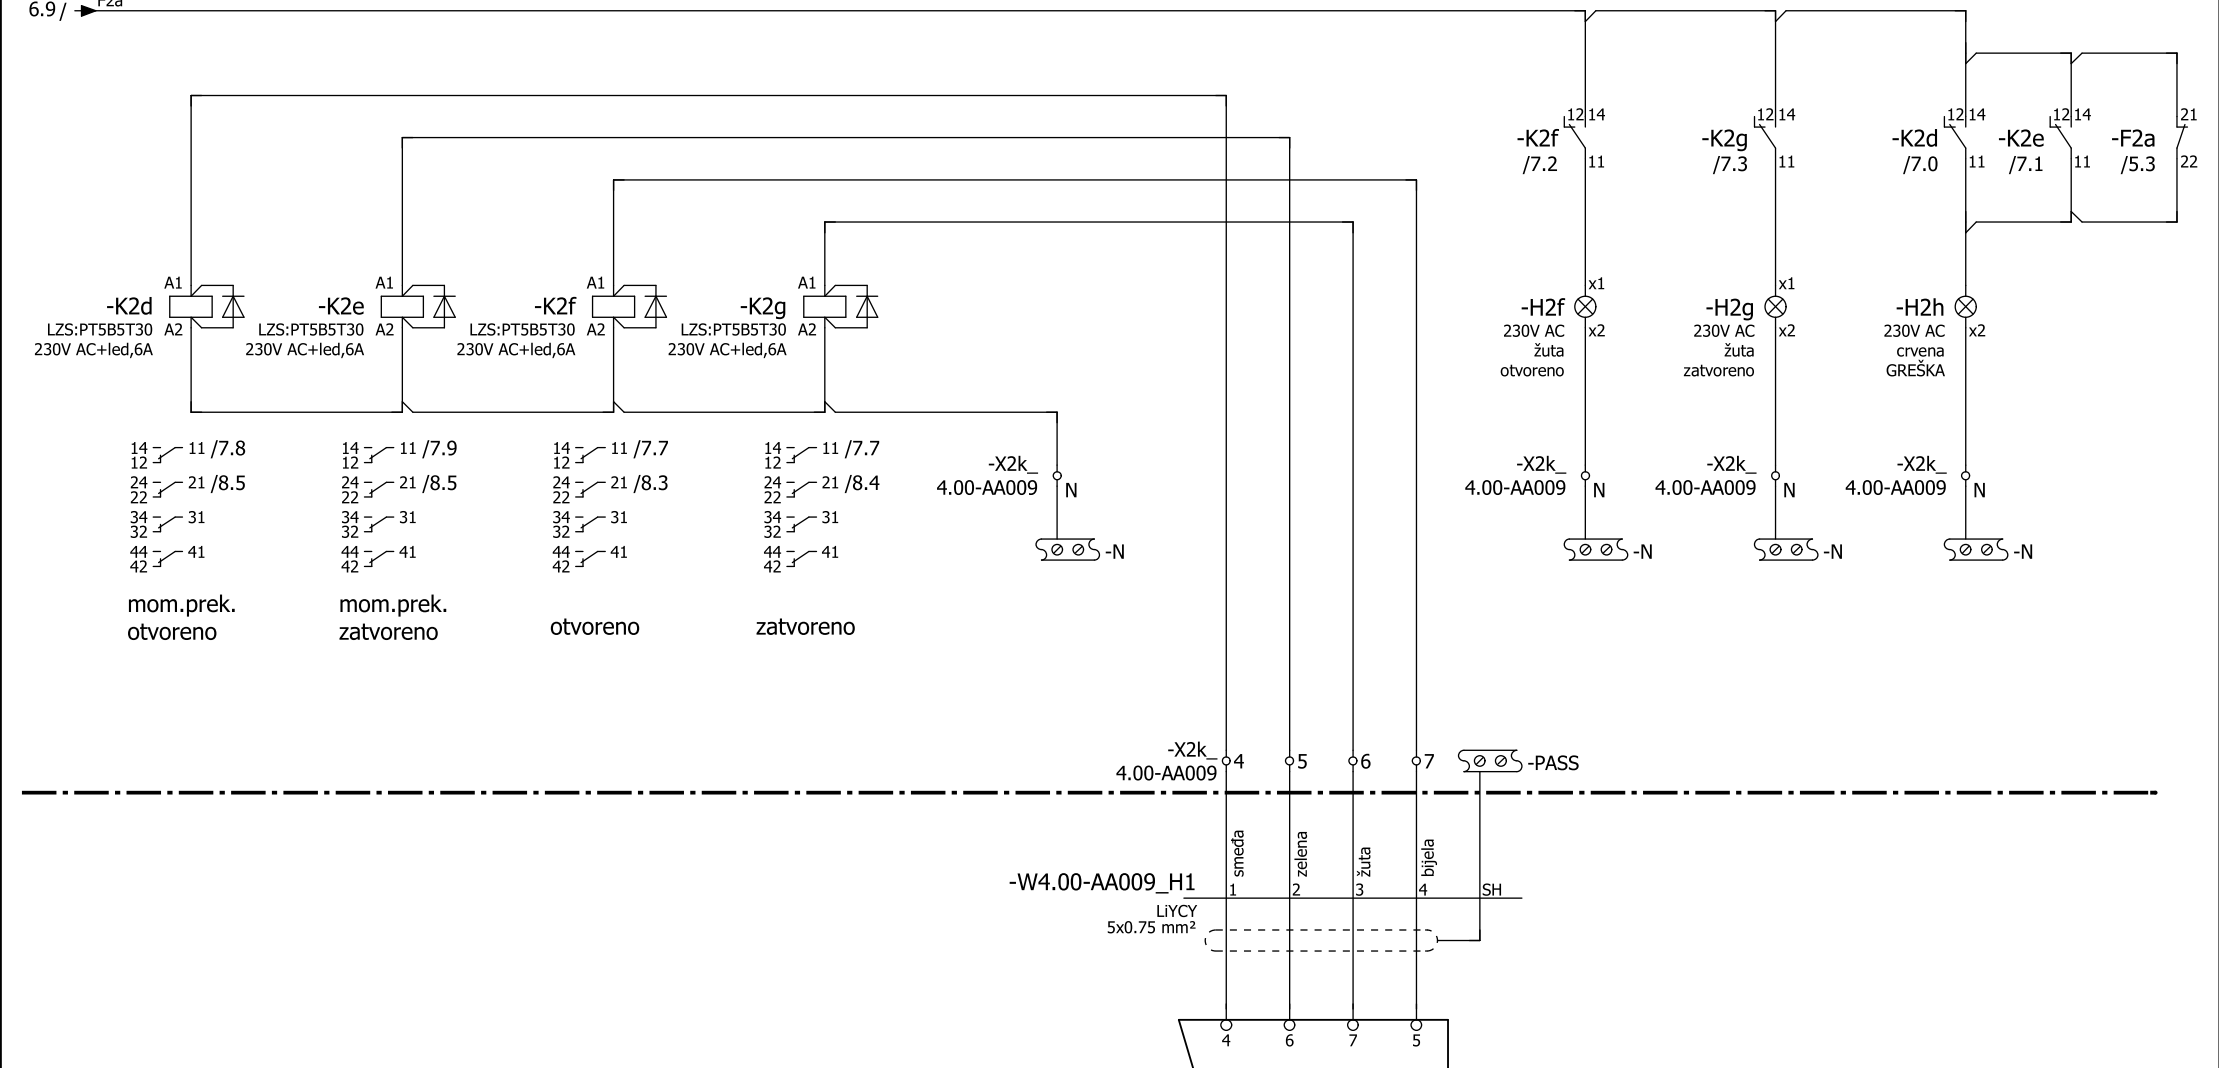 6.9/
F2a
12 14
-K2f
/7.2
11
12 14
-K2g
/7.3
11
12 14
-K2d
/7.0
11
12 14
-K2e
/7.1
11
21
-F2a
/5.3
22
A1
-K2d
A2
LZS:PT5B5T30
230V AC+led,6A
A1
-K2e
A2
LZS:PT5B5T30
230V AC+led,6A
A1
-K2f
A2
LZS:PT5B5T30
230V AC+led,6A
A1
-K2g
A2
LZS:PT5B5T30
230V AC+led,6A
x1
-H2f
230V AC
x2
žuta
otvoreno
x1
-H2g
230V AC
x2
žuta
zatvoreno
-H2h
230V AC
x2
crvena
GREŠKA
14 11 /7.8
12
24 21 /8.5
22
34 31
32
44 41
42
mom.prek.
otvoreno
14 11 /7.9
12
24 21 /8.5
22
34 31
32
44 41
42
mom.prek.
zatvoreno
14 11 /7.7
12
24 21 /8.3
22
34 31
32
44 41
42
otvoreno
14 11 /7.7
12
24 21 /8.4
22
34 31
32
44 41
42
zatvoreno
-X2k_
4.00-AA009
N
-N
-X2k_
4.00-AA009
N
-N
-X2k_
4.00-AA009
N
-N
-X2k_
4.00-AA009
N
-N
-X2k_
4.00-AA009
4 5 6 7
-PASS
smeđa
zelena
žuta
bijela
-W4.00-AA009_H1
1 2 3 4 SH
LiYCY
5x0.75 mm²
4 6 7 5